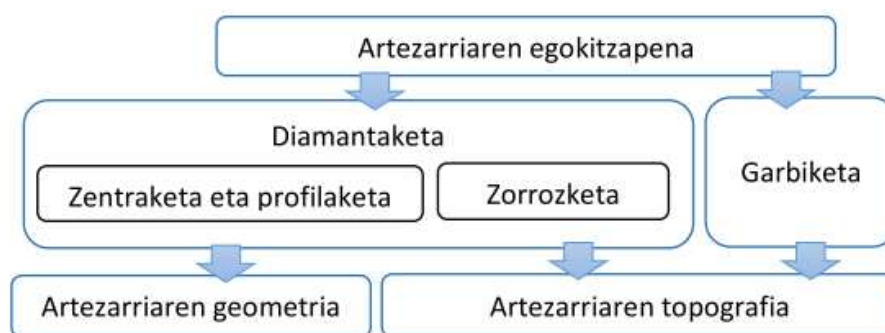 Artezarriaren egokitzapena
Diamantaketa
Garbiketa
Zentraketa eta profilaketa
Zorrozketa
Artezarriaren geometria
Artezarriaren topografia